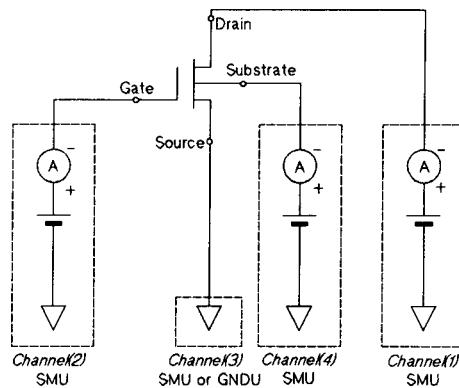 Drain
Substrate
Gate
Source
A
-
+
A
-
+
A
-
+
Channel(2)
SMU
Channel(3)
SMU or GNDU
Channel(4)
SMU
Channel(1)
SMU